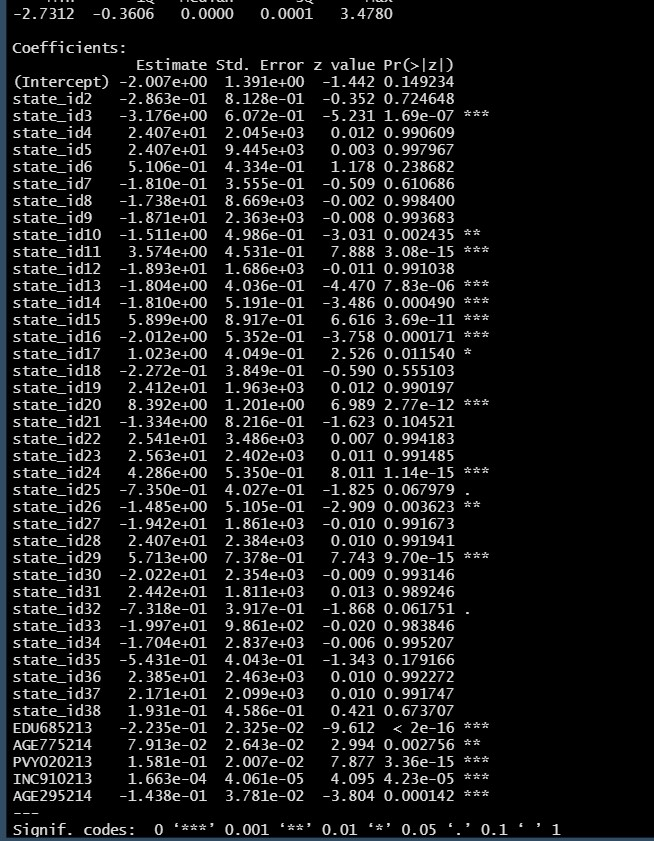 -2.7312 -0.3606 0.0000 0.0001 3.4780
Coefficients:
Estimate Std. Error z value Pr(>|z|)
(Intercept) -2.007e+00 1.391e+00 -1.442 0.149234
state_id2 -2.863e-01 8.128e-01 -0.352 0.724648
state_id3 -3.176e+00 6.072e-01 -5.231 1.69e-07 ***
state_id4 2.407e+01 2.045e+03 0.012 0.990609
state_id5 2.407e+01 9.445e+03 0.003 0.997967
state_id6 5.106e-01 4.334e-01 1.178 0.238682
state_id7 -1.810e-01 3.555e-01 -0.509 0.610686
state_id8 -1.738e+01 8.669e+03 -0.002 0.998400
state_id9 -1.871e+01 2.363e+03 -0.008 0.993683
state_id10 -1.511e+00 4.986e-01 -3.031 0.002435 **
state_id11 3.574e+00 4.531e-01 7.888 3.08e-15 ***
state_id12 -1.893e+01 1.686e+03 -0.011 0.991038
state_id13 -1.804e+00 4.036e-01 -4.470 7.83e-06 ***
state_id14 -1.810e+00 5.191e-01 -3.486 0.000490 ***
state_id15 5.899e+00 8.917e-01 6.616 3.69e-11 ***
state_id16 -2.012e+00 5.352e-01 -3.758 0.000171 ***
state_id17 1.023e+00 4.049e-01 2.526 0.011540 *
state_id18 -2.272e-01 3.849e-01 -0.590 0.555103
state_id19 2.412e+01 1.963e+03 0.012 0.990197
state_id20 8.392e+00 1.201e+00 6.989 2.77e-12 ***
state_id21 -1.334e+00 8.216e-01 -1.623 0.104521
state_id22 2.541e+01 3.486e+03 0.007 0.994183
state_id23 2.563e+01 2.402e+03 0.011 0.991485
state_id24 4.286e+00 5.350e-01 8.011 1.14e-15 ***
state_id25 -7.350e-01 4.027e-01 -1.825 0.067979 .
state_id26 -1.485e+00 5.105e-01 -2.909 0.003623 **
state_id27 -1.942e+01 1.861e+03 -0.010 0.991673
state_id28 2.407e+01 2.384e+03 0.010 0.991941
state_id29 5.713e+00 7.378e-01 7.743 9.70e-15 ***
state_id30 -2.022e+01 2.354e+03 -0.009 0.993146
state_id31 2.442e+01 1.811e+03 0.013 0.989246
state_id32 -7.318e-01 3.917e-01 -1.868 0.061751 .
state_id33 -1.997e+01 9.861e+02 -0.020 0.983846
state_id34 -1.704e+01 2.837e+03 -0.006 0.995207
state_id35 -5.431e-01 4.043e-01 -1.343 0.179166
state_id36 2.385e+01 2.463e+03 0.010 0.992272
state_id37 2.171e+01 2.099e+03 0.010 0.991747
state_id38 1.931e-01 4.586e-01 0.421 0.673707
EDU685213 -2.235e-01 2.325e-02 -9.612 < 2e-16 ***
AGE775214 7.913e-02 2.643e-02 2.994 0.002756 **
PVY020213 1.581e-01 2.007e-02 7.877 3.36e-15 ***
INC910213 1.663e-04 4.061e-05 4.095 4.23e-05 ***
AGE295214 -1.438e-01 3.781e-02 -3.804 0.000142 ***
---
Signif. codes: 0 ‘***’ 0.001 ‘**’ 0.01 ‘*’ 0.05 ‘.’ 0.1 ‘ ’ 1